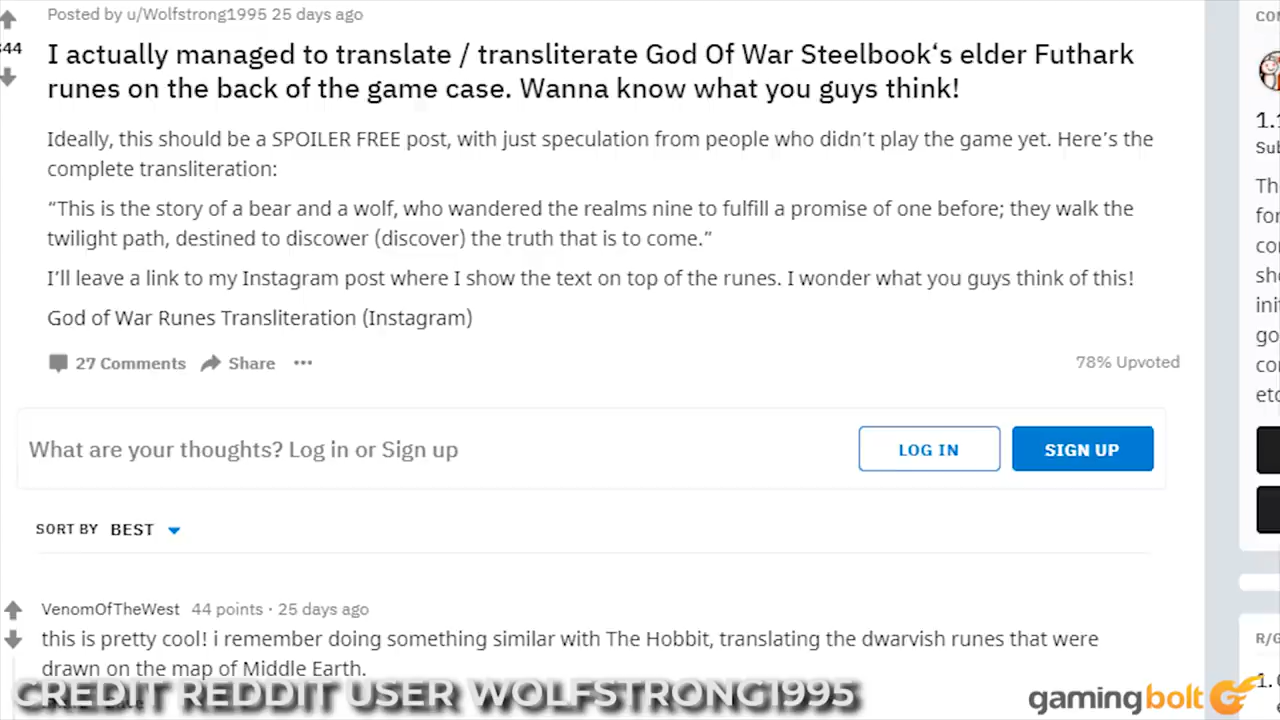 Posted by u/Wolfstrong1995 25 days ago
44
I actually managed to translate / transliterate God Of War Steelbook‘s elder Futhark
runes on the back of the game case. Wanna know what you guys think!
Ideally, this should be a SPOILER FREE post, with just speculation from people who didn’t play the game yet. Here’s the
complete transliteration:
“This is the story of a bear and a wolf, who wandered the realms nine to fulfill a promise of one before; they walk the
twilight path, destined to discower (discover) the truth that is to come.”
I’ll leave a link to my Instagram post where I show the text on top of the runes. I wonder what you guys think of this!
God of War Runes Transliteration (Instagram)
27 Comments Share ··· 78% Upvoted
What are your thoughts? Log in or Sign up LOG IN SIGN UP
SORT BY BEST
VenomOfTheWest 44 points · 25 days ago
this is pretty cool! i remember doing something similar with The Hobbit, translating the dwarvish runes that were
drawn on the map of Middle Earth.
CREDIT REDDIT USER WOLFSTRONG1995
gamingbolt